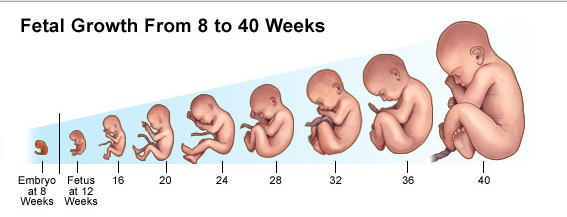 Fetal Growth From 8 to 40 Weeks
Embryo
at 8
Weeks
Fetus
at 12
Weeks
16
20
24
28
32
36
40